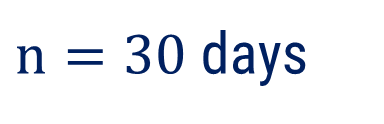 n = 30 days